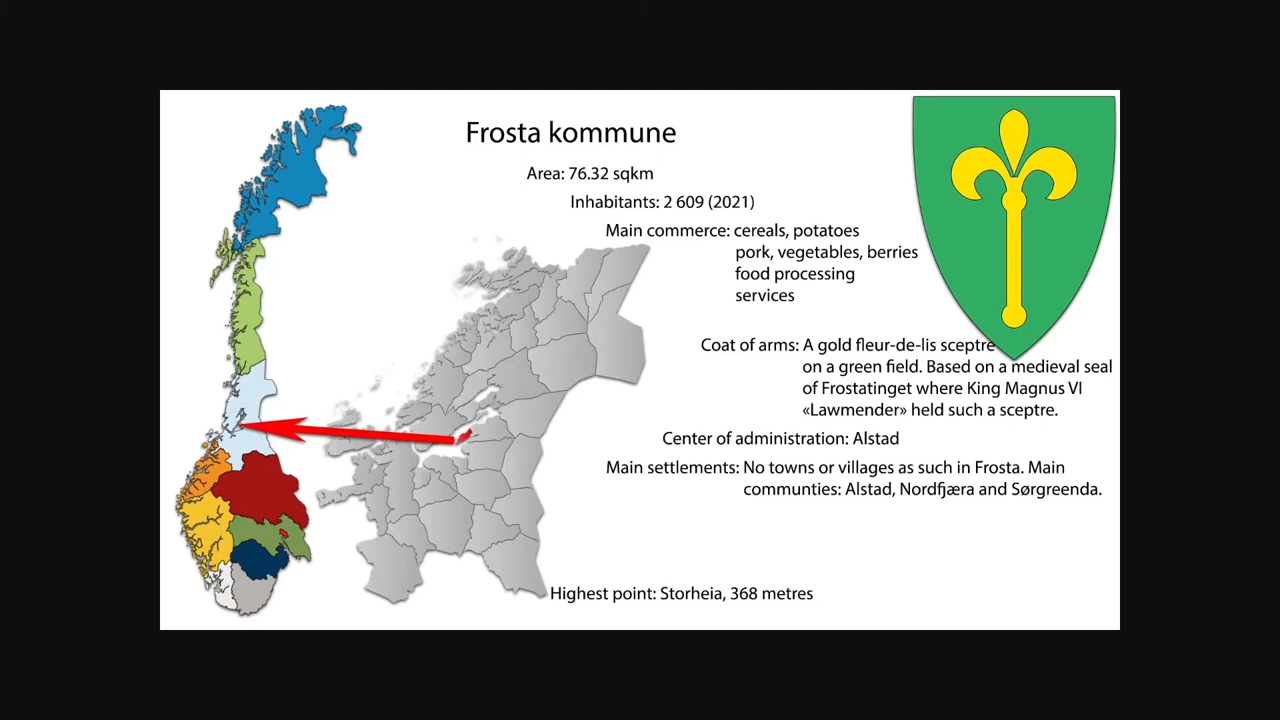 Frosta kommune
Area: 76.32 sqkm
Inhabitants: 2 609 (2021)
Main commerce: cereals, potatoes
pork, vegetables, berries
food processing
services
Coat of arms: A gold fleur-de-lis sceptre
on a green field. Based on a medieval seal
of Frostatinget where King Magnus VI
«Lawmender» held such a sceptre.
Center of administration: Alstad
Main settlements: No towns or villages as such in Frosta. Main
communties: Alstad, Nordfjæra and Sørgreenda.
Highest point: Storheia, 368 metres